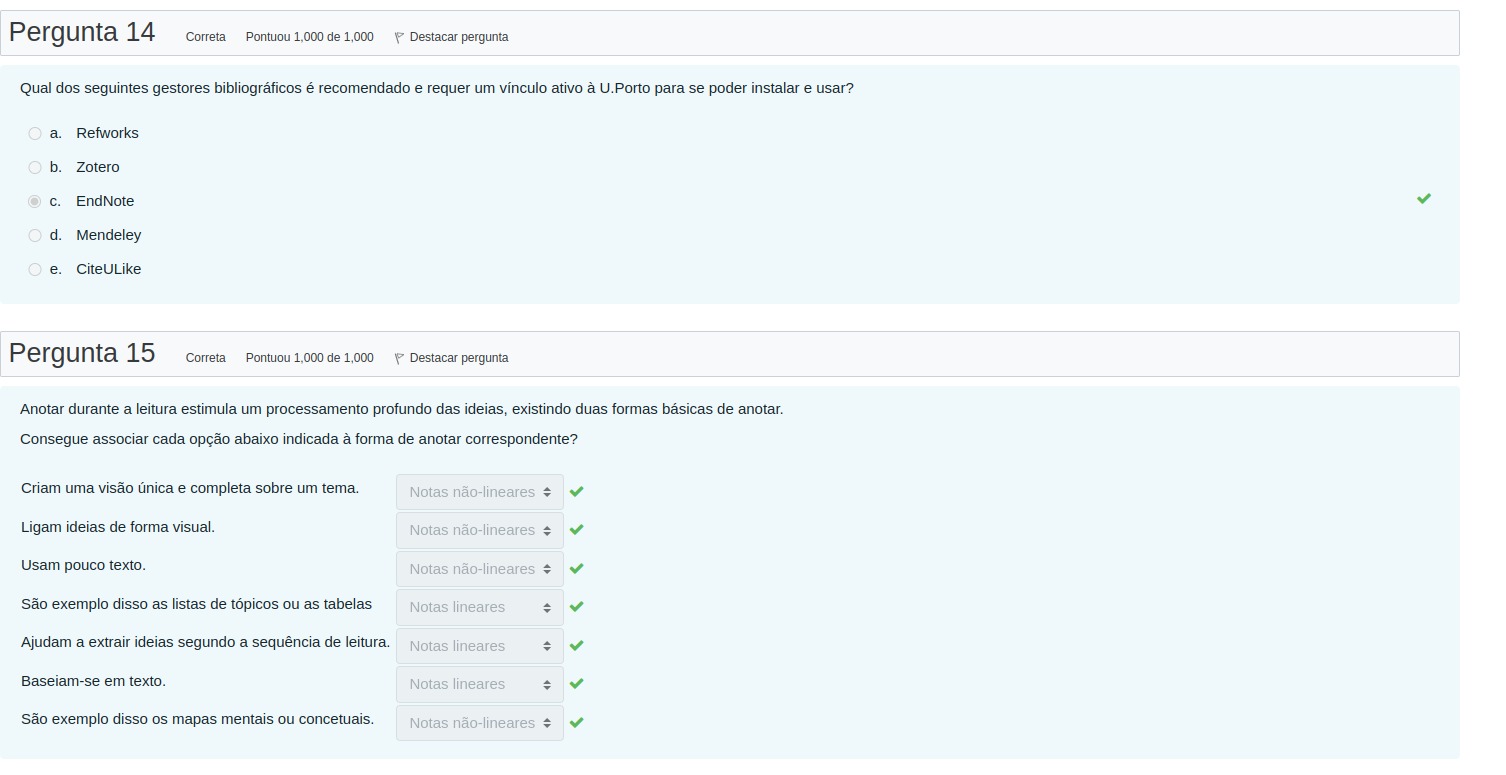 Pergunta 14 Correta Pontuou 1,000 de 1,000 Destacar pergunta
Qual dos seguintes gestores bibliográficos é recomendado e requer um vínculo ativo à U.Porto para se poder instalar e usar?
a. Refworks
b. Zotero
c. EndNote
d. Mendeley
e. CiteULike
Pergunta 15 Correta Pontuou 1,000 de 1,000 Destacar pergunta
Anotar durante a leitura estimula um processamento profundo das ideias, existindo duas formas básicas de anotar.
Consegue associar cada opção abaixo indicada à forma de anotar correspondente?
Criam uma visão única e completa sobre um tema. Notas não-lineares
Ligam ideias de forma visual. Notas não-lineares
Usam pouco texto. Notas não-lineares
São exemplo disso as listas de tópicos ou as tabelas Notas lineares
Ajudam a extrair ideias segundo a sequência de leitura. Notas lineares
Baseiam-se em texto. Notas lineares
São exemplo disso os mapas mentais ou concetuais. Notas não-lineares